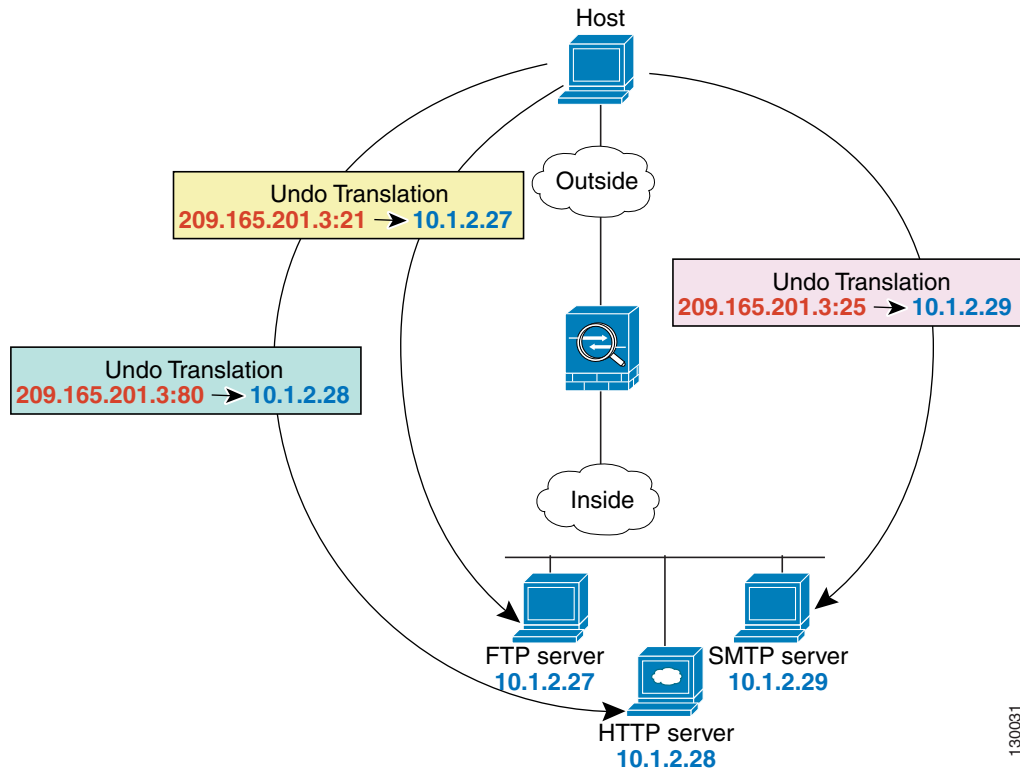 Host
Outside
Undo Translation
209.165.201.3:21 → 10.1.2.27
Undo Translation
209.165.201.3:25 → 10.1.2.29
Undo Translation
209.165.201.3:80 → 10.1.2.28
Inside
FTP server
10.1.2.27
SMTP server
10.1.2.29
HTTP server
10.1.2.28
130031